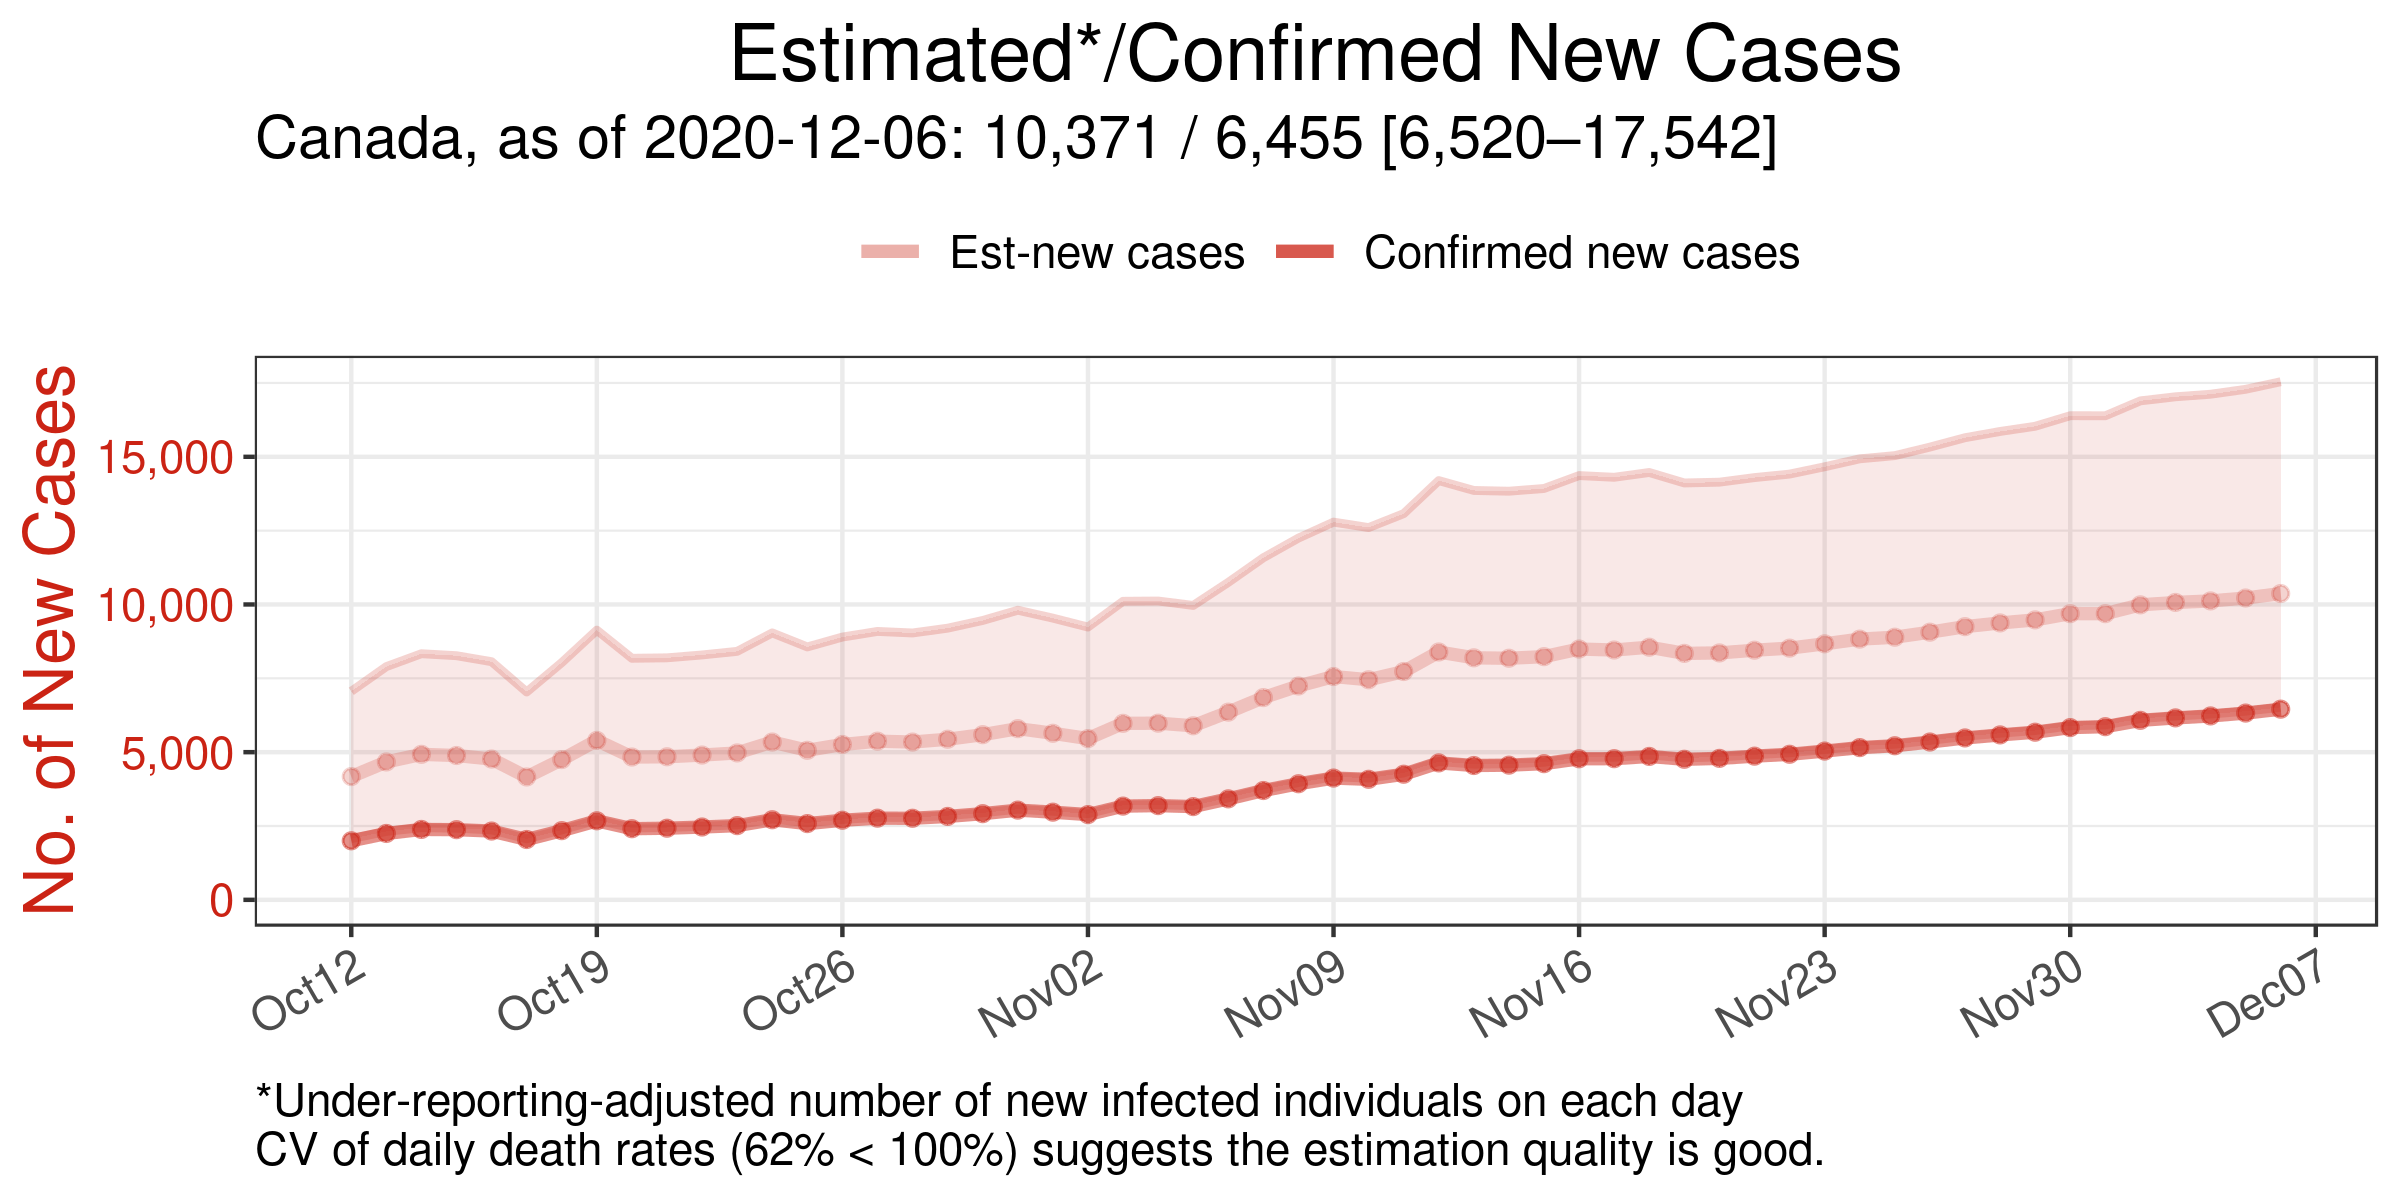 Estimated*/Confirmed New Cases
Canada, as of 2020-12-06: 10,371 / 6,455 [6,520–17,542]
Est-new cases
Confirmed new cases
No. of New Cases
15,000
10,000
5,000
0
Oct12
Oct19
Oct26
Nov02
Nov09
Nov16
Nov23
Nov30
Dec07
*Under-reporting-adjusted number of new infected individuals on each day
CV of daily death rates (62% < 100%) suggests the estimation quality is good.